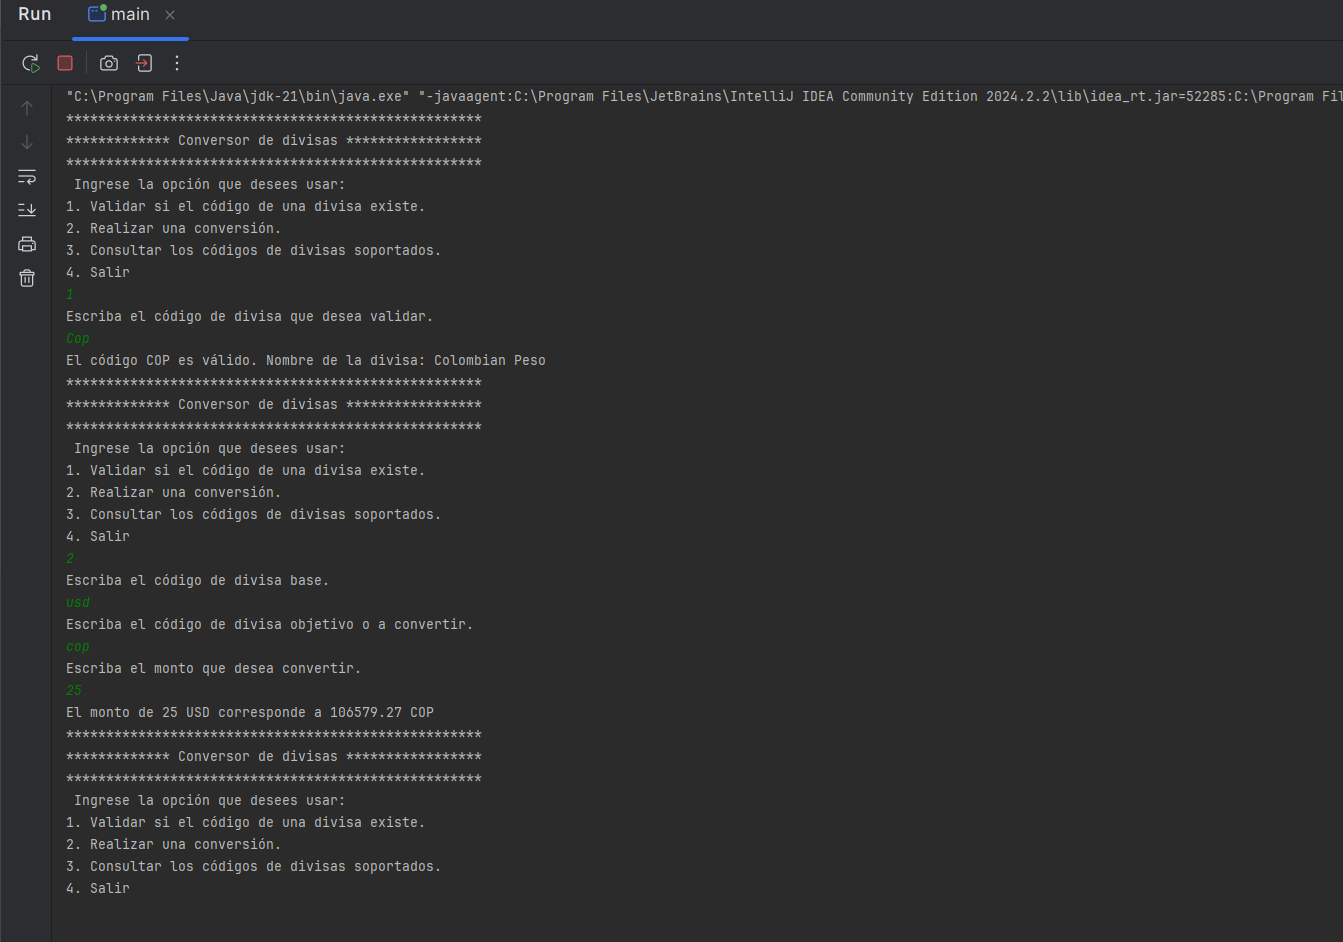 Run main
"C:\Program Files\Java\jdk-21\bin\java.exe" "-javaagent:C:\Program Files\JetBrains\IntelliJ IDEA Community Edition 2024.2.2\lib\idea_rt.jar=52285:C:\Program Fil
****************************************************
************* Conversor de divisas *****************
****************************************************
 Ingrese la opción que desees usar:
1. Validar si el código de una divisa existe.
2. Realizar una conversión.
3. Consultar los códigos de divisas soportados.
4. Salir
1
Escriba el código de divisa que desea validar.
Cop
El código COP es válido. Nombre de la divisa: Colombian Peso
****************************************************
************* Conversor de divisas *****************
****************************************************
 Ingrese la opción que desees usar:
1. Validar si el código de una divisa existe.
2. Realizar una conversión.
3. Consultar los códigos de divisas soportados.
4. Salir
2
Escriba el código de divisa base.
usd
Escriba el código de divisa objetivo o a convertir.
cop
Escriba el monto que desea convertir.
25
El monto de 25 USD corresponde a 106579.27 COP
****************************************************
************* Conversor de divisas *****************
****************************************************
 Ingrese la opción que desees usar:
1. Validar si el código de una divisa existe.
2. Realizar una conversión.
3. Consultar los códigos de divisas soportados.
4. Salir